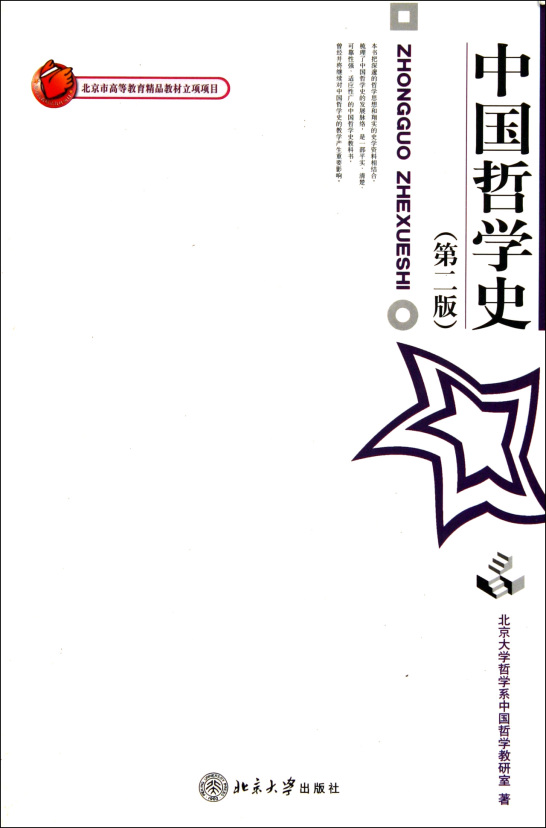 北京市高等教育精品教材立项项目
中国哲学史
(第二版)
ZHONGGUO ZHEXUESHI
本书把深邃的哲学思想和翔实的史学资料相结合,
梳理了中国哲学史的发展脉络,是一部平实、清楚、
可靠性强、适应性广的中国哲学史教科书,
曾经并将继续对中国哲学史的教学产生重要影响。
北京大学哲学系中国哲学教研室 著
北京大学出版社